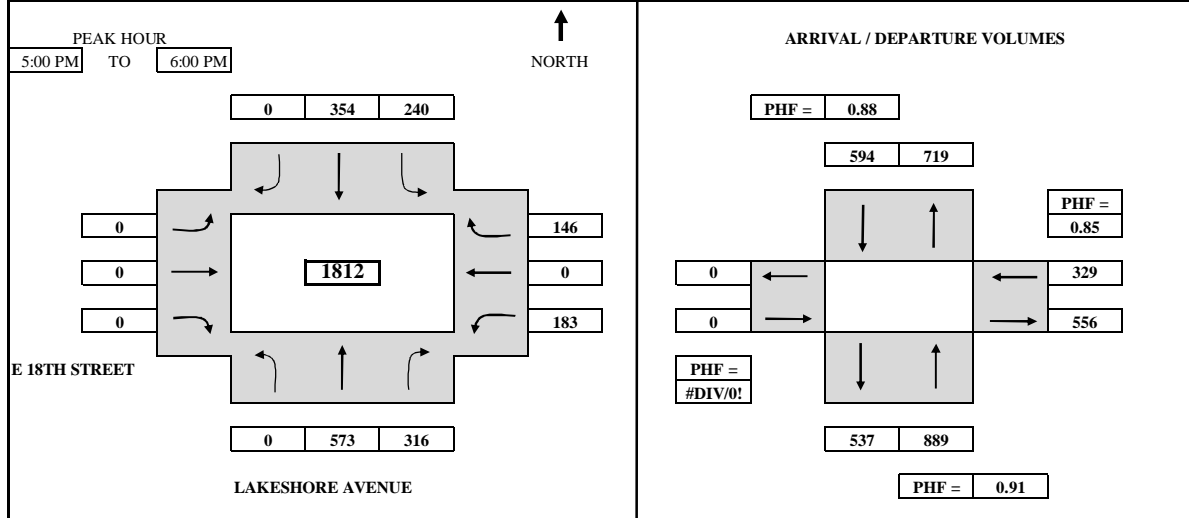 PEAK HOUR
5:00 PM TO 6:00 PM
NORTH
0 354 240
0 146
0 1812 0
0 183
E 18TH STREET
0 573 316
LAKESHORE AVENUE
ARRIVAL / DEPARTURE VOLUMES
PHF = 0.88
594 719
PHF =
0.85
0 329
0 556
PHF =
#DIV/0!
537 889
PHF = 0.91